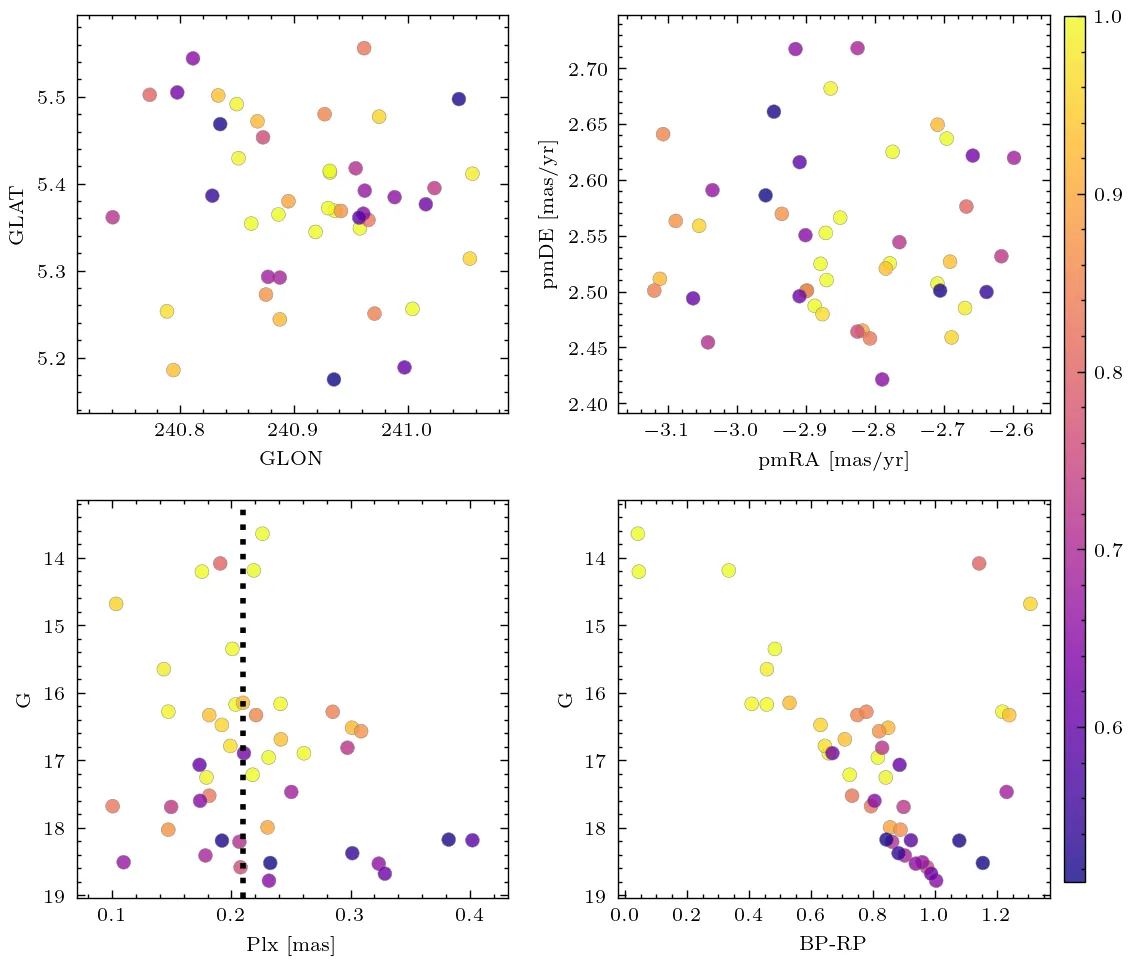 5.5
5.4
5.3
5.2
GLAT
240.8 240.9 241.0
GLON
2.70
2.65
2.60
2.55
2.50
2.45
2.40
pmDE [mas/yr]
−3.1 −3.0 −2.9 −2.8 −2.7 −2.6
pmRA [mas/yr]
1.0
0.9
0.8
0.7
0.6
14
15
16
17
18
19
G
0.1 0.2 0.3 0.4
Plx [mas]
14
15
16
17
18
19
G
0.0 0.2 0.4 0.6 0.8 1.0 1.2
BP-RP